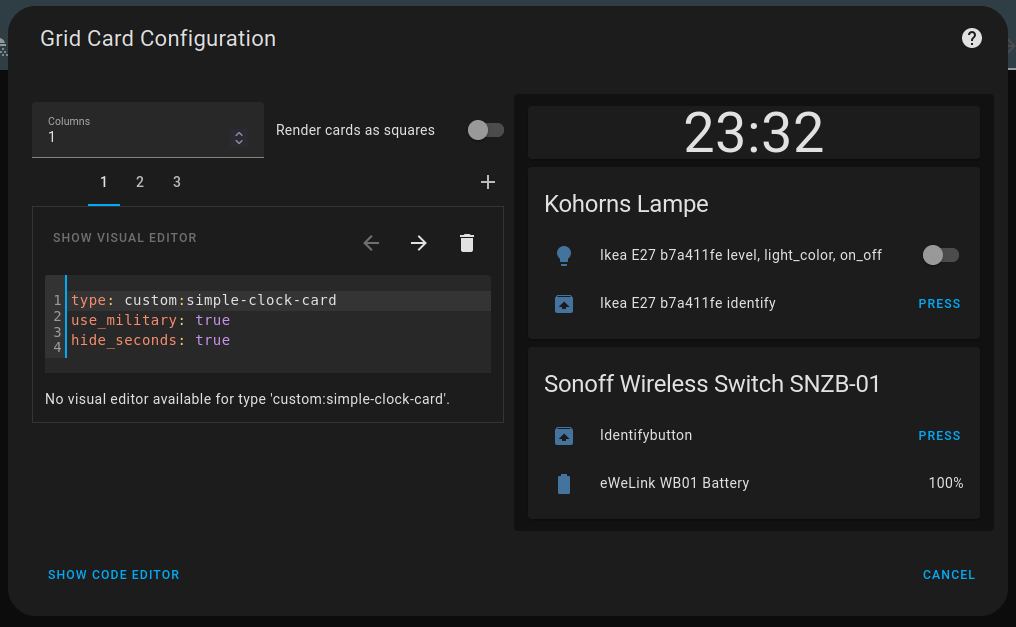 Grid Card Configuration
?
Columns
1
Render cards as squares
1 2 3
SHOW VISUAL EDITOR
1 type: custom:simple-clock-card
2 use_military: true
3 hide_seconds: true
4
No visual editor available for type 'custom:simple-clock-card'.
23:32
Kohorns Lampe
Ikea E27 b7a411fe level, light_color, on_off
Ikea E27 b7a411fe identify PRESS
Sonoff Wireless Switch SNZB-01
Identifybutton PRESS
eWeLink WB01 Battery 100%
SHOW CODE EDITOR
CANCEL